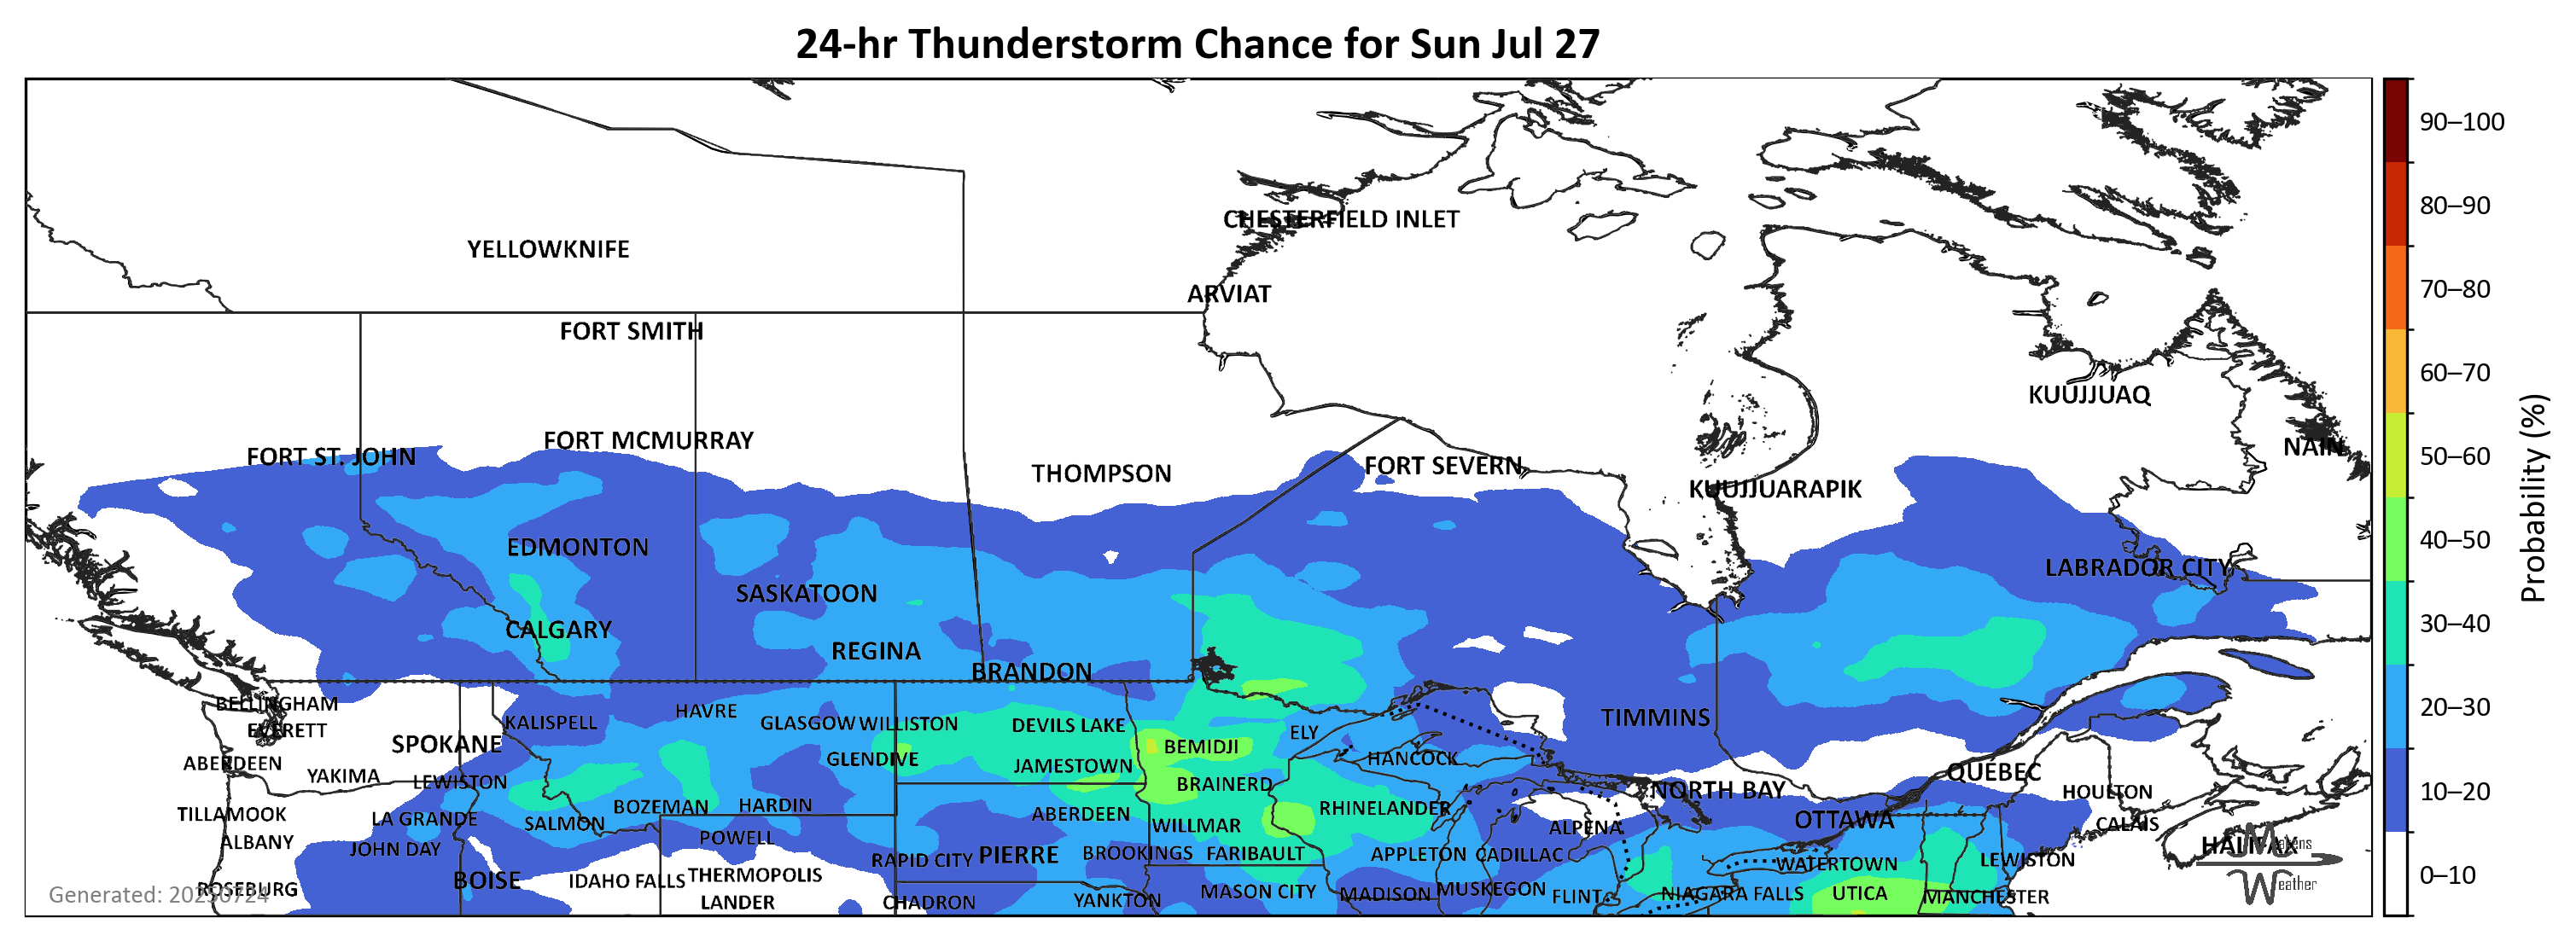 24-hr Thunderstorm Chance for Sun Jul 27
90–100
80–90
CHESTERFIELD INLET
YELLOWKNIFE
70–80
ARVIAT
FORT SMITH
60–70
KUUJJUAQ
FORT MCMURRAY
NAIN
FORT ST. JOHN
50–60
FORT SEVERN
THOMPSON
KUUJJUARAPIK
Probability (%)
40–50
EDMONTON
LABRADOR CITY
SASKATOON
30–40
CALGARY
REGINA
BRANDON
BELLINGHAM
20–30
HAVRE
TIMMINS
KALISPELL
GLASGOW
WILLISTON
DEVILS LAKE
EVERETT
ELY
SPOKANE
BEMIDJI
GLENDIVE
HANCOCK
ABERDEEN
JAMESTOWN
QUÉBEC
YAKIMA
LEWISTON
BRAINERD
NORTH BAY
HOULTON
10–20
BOZEMAN
HARDIN
RHINELANDER
TILLAMOOK
ABERDEEN
LA GRANDE
OTTAWA
SALMON
WILLMAR
CALAIS
ALPENA
POWELL
ALBANY
HALIFAX
Matens
JOHN DAY
BROOKINGS
FARIBAULT
APPLETON
CADILLAC
PIERRE
RAPID CITY
LEWISTON
WATERTOWN
THERMOPOLIS
0–10
BOISE
IDAHO FALLS
Weather
ROSEBURG
MASON CITY
MUSKEGON
MADISON
NIAGARA FALLS
UTICA
Generated: 20250724
FLINT
MANCHESTER
YANKTON
LANDER
CHADRON